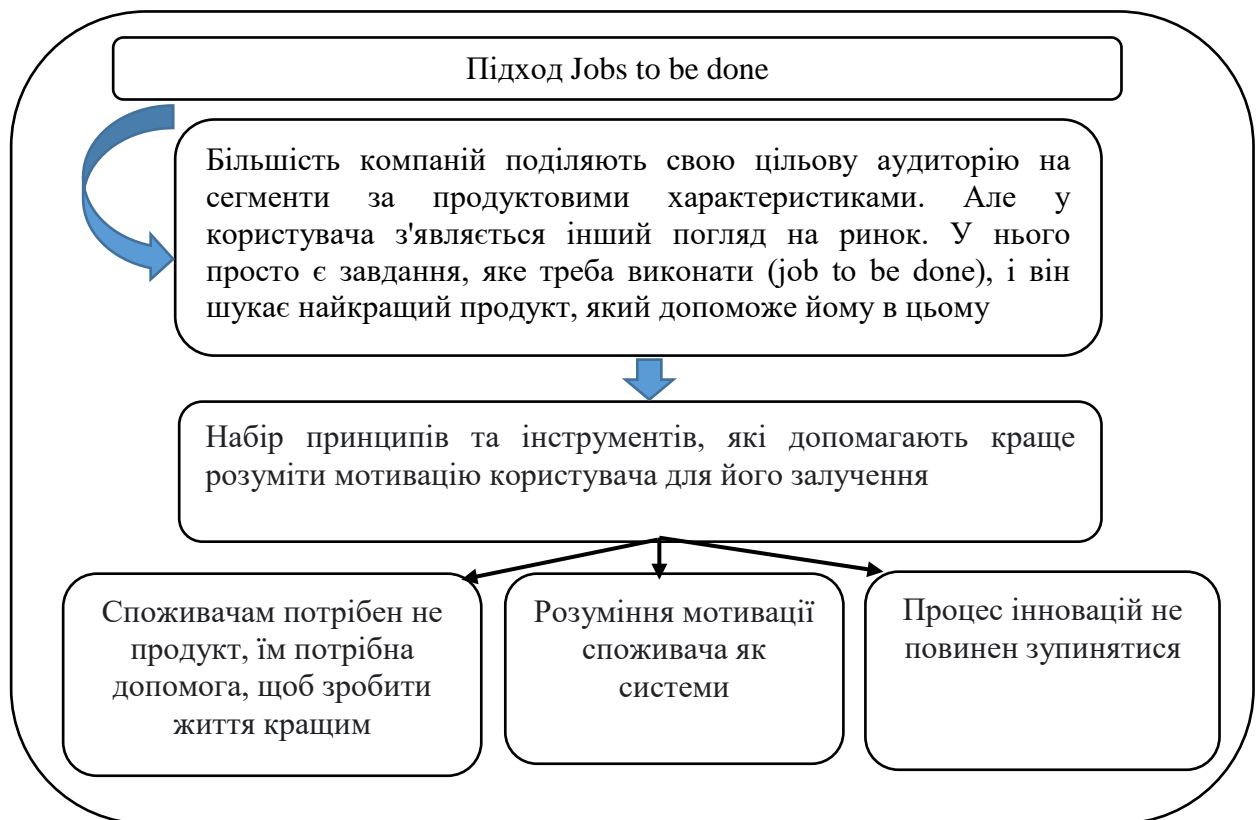 Підход Jobs to be done
Більшість компаній поділяють свою цільову аудиторію на
сегменти за продуктовими характеристиками. Але у
користувача з'являється інший погляд на ринок. У нього
просто є завдання, яке треба виконати (job to be done), і він
шукає найкращий продукт, який допоможе йому в цьому
Набір принципів та інструментів, які допомагають краще
розуміти мотивацію користувача для його залучення
Споживачам потрібен не
продукт, їм потрібна
допомога, щоб зробити
життя кращим
Розуміння мотивації
споживача як
системи
Процес інновацій не
повинен зупинятися